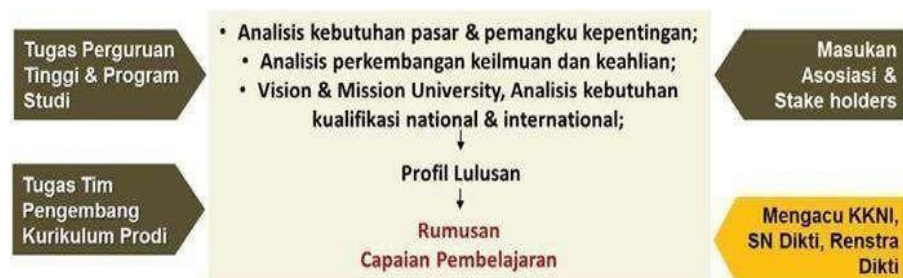 Tugas Perguruan
Tinggi & Program
Studi
• Analisis kebutuhan pasar & pemangku kepentingan;
• Analisis perkembangan keilmuan dan keahlian;
• Vision & Mission University, Analisis kebutuhan
kualifikasi national & international;
Masukan
Asosiasi &
Stake holders
Tugas Tim
Pengembang
Kurikulum Prodi
Profil Lulusan
Rumusan
Capaian Pembelajaran
Mengacu KKNI,
SN Dikti, Renstra
Dikti